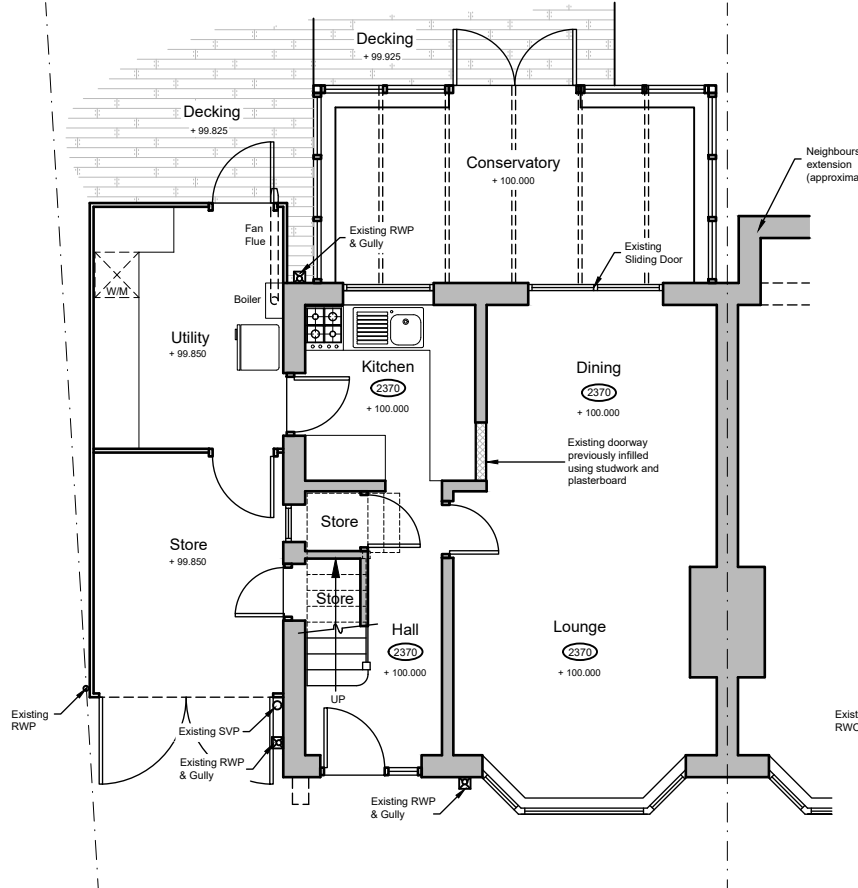 Decking
+ 99.925
Decking
+ 99.825
Conservatory
+ 100.000
Neighbours
extension
(approxima
Fan
Flue
Existing RWP
& Gully
Existing
Sliding Door
W/M
Boiler
Utility
+ 99.850
Kitchen
2370
+ 100.000
Dining
2370
+ 100.000
Existing doorway
previously infilled
using studwork and
plasterboard
Store
Store
+ 99.850
Store
Hall
2370
+ 100.000
Lounge
2370
+ 100.000
UP
Existing
RWP
Existing SVP
Existing RWP
& Gully
Existing RWP
& Gully
Exist
RWC